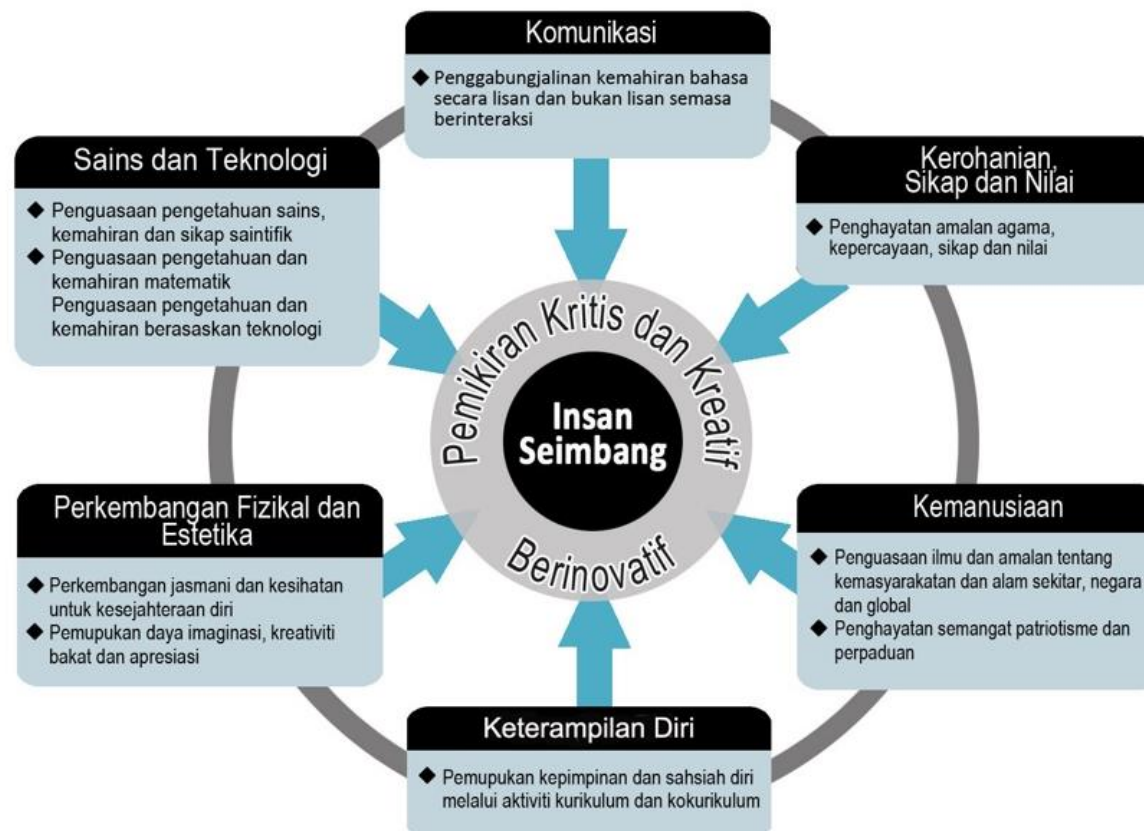 Komunikasi
◆ Penggabungjalinan kemahiran bahasa
secara lisan dan bukan lisan semasa
berinteraksi
Sains dan Teknologi
◆ Penguasaan pengetahuan sains,
kemahiran dan sikap saintifik
◆ Penguasaan pengetahuan dan
kemahiran matematik
Penguasaan pengetahuan dan
kemahiran berasaskan teknologi
Kerohanian,
Sikap dan Nilai
◆ Penghayatan amalan agama,
kepercayaan, sikap dan nilai
Pemikiran Kritis dan Kreatif
Insan
Seimbang
Berinovatif
Perkembangan Fizikal dan
Estetika
◆ Perkembangan jasmani dan kesihatan
untuk kesejahteraan diri
◆ Pemupukan daya imaginasi, kreativiti
bakat dan apresiasi
Kemanusiaan
◆ Penguasaan ilmu dan amalan tentang
kemasyarakatan dan alam sekitar, negara
dan global
◆ Penghayatan semangat patriotisme dan
perpaduan
Keterampilan Diri
◆ Pemupukan kepimpinan dan sahsiah diri
melalui aktiviti kurikulum dan kokurikulum